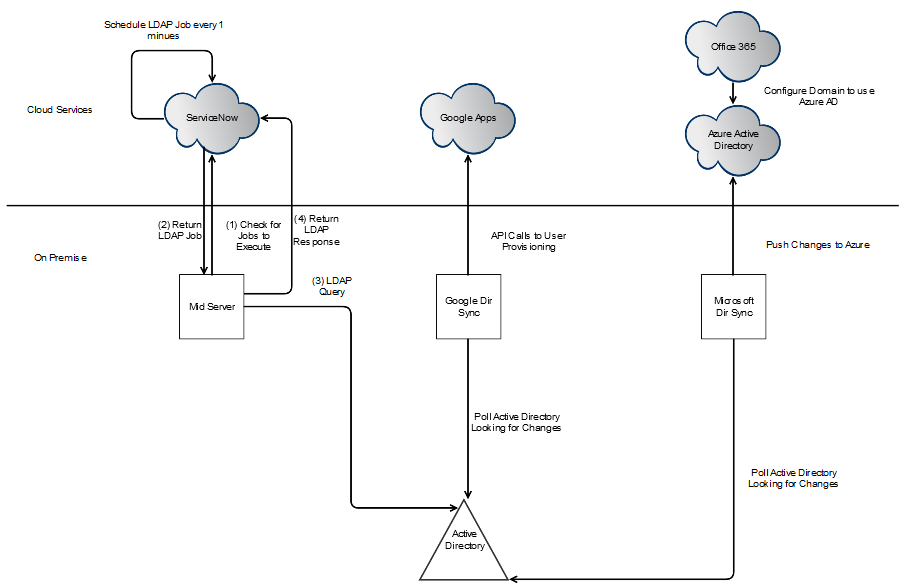 Schedule LDAP Job every 1
minues
Office 365
Configure Domain to use
Azure AD
Cloud Services
ServiceNow
Google Apps
Azure Active
Directory
(2) Return
LDAP Job
(1) Check for
Jobs to
Execute
(4) Return
LDAP
Response
API Calls to User
Provisioning
Push Changes to Azure
On Premise
(3) LDAP
Query
Mid Server
Google Dir
Sync
Microsoft
Dir Sync
Poll Active Directory
Looking for Changes
Poll Active Directory
Looking for Changes
Active
Directory